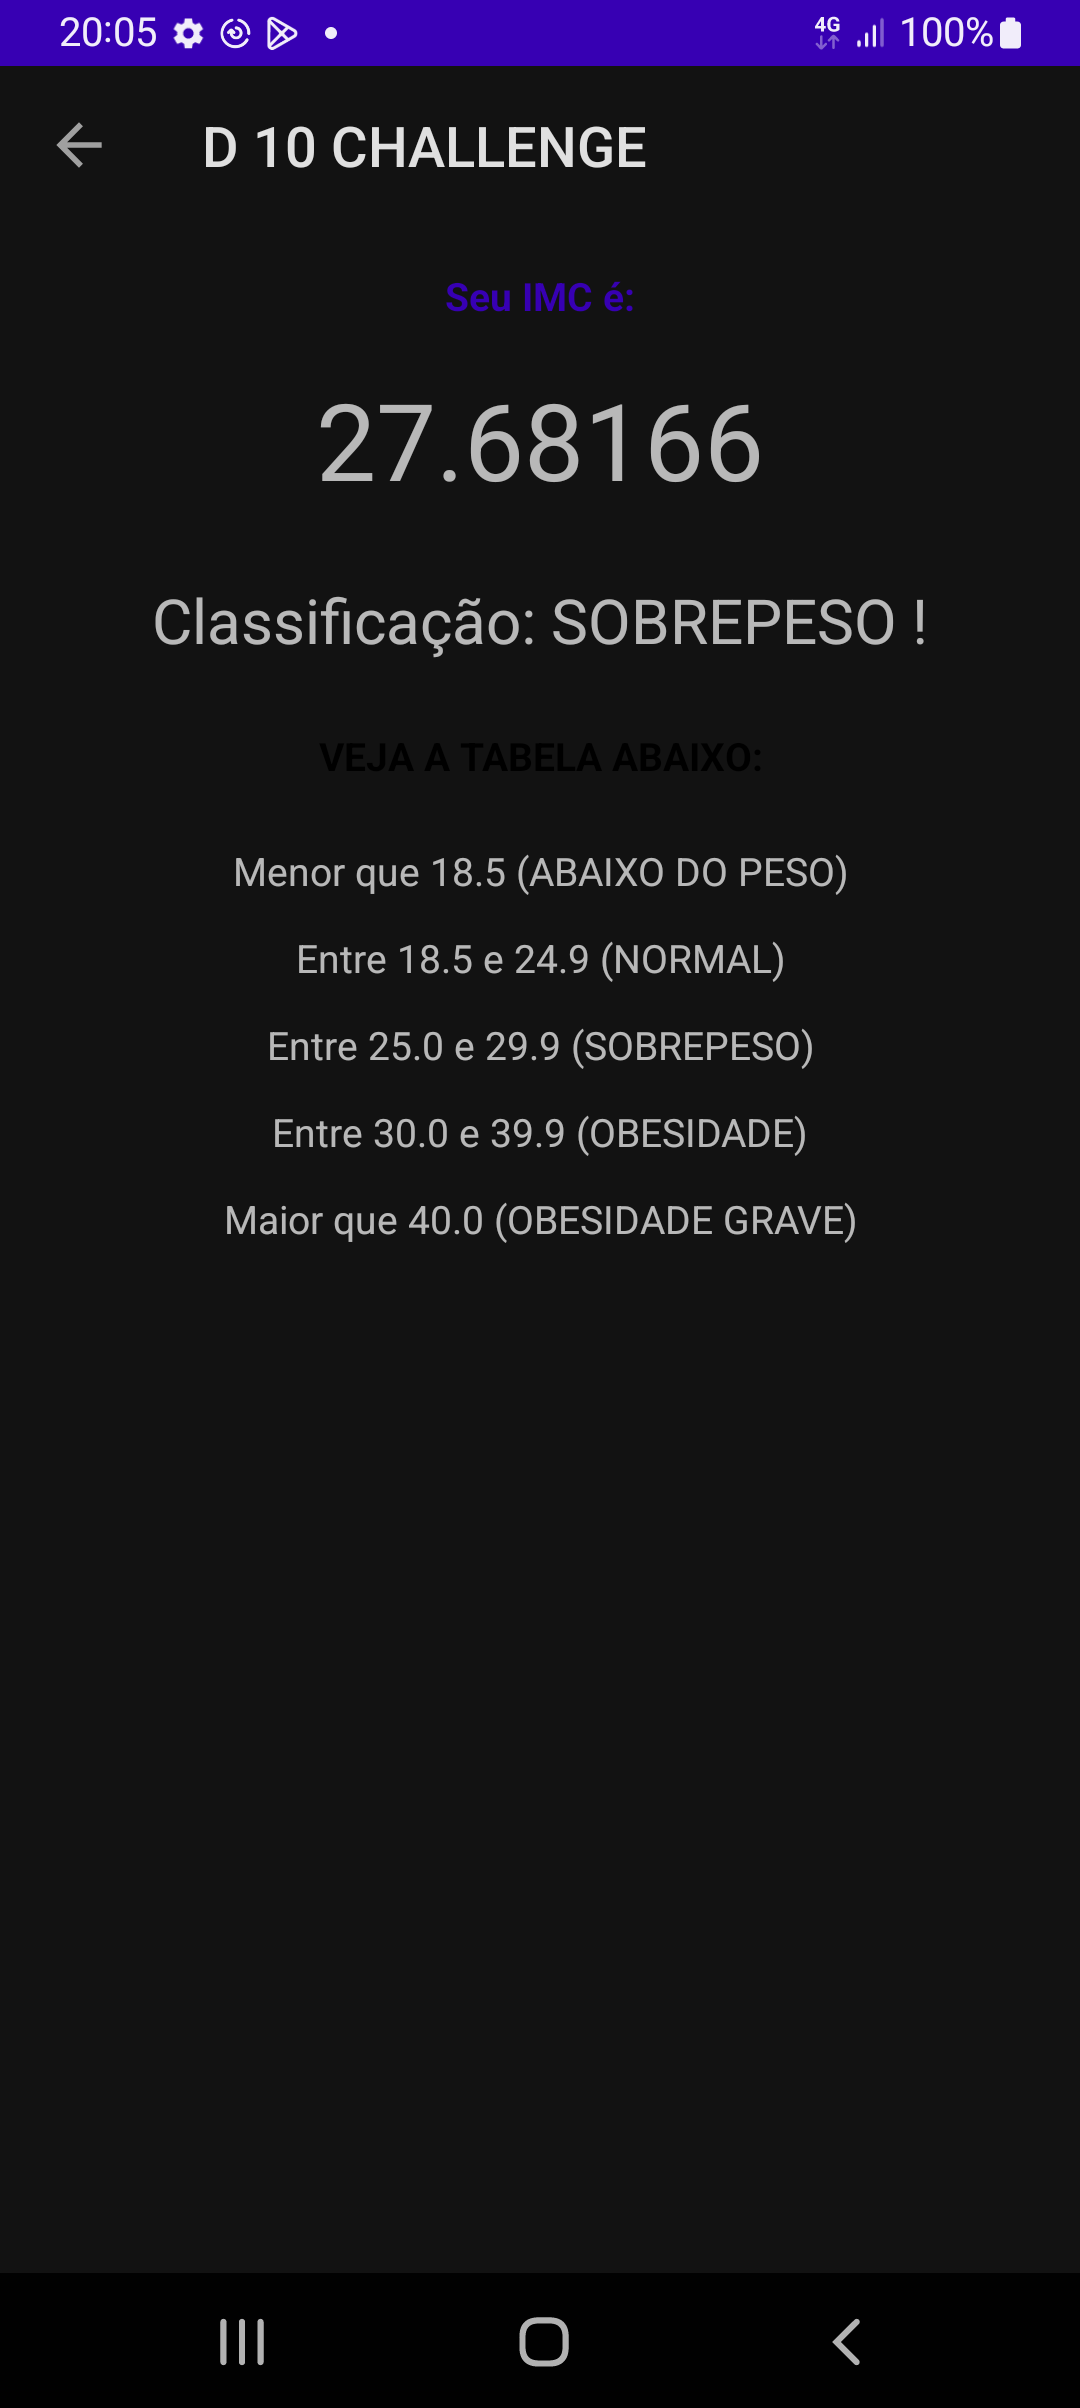 20:05 4G 100%
D 10 CHALLENGE
Seu IMC é:
27.68166
Classificação: SOBREPESO !
VEJA A TABELA ABAIXO:
Menor que 18.5 (ABAIXO DO PESO)
Entre 18.5 e 24.9 (NORMAL)
Entre 25.0 e 29.9 (SOBREPESO)
Entre 30.0 e 39.9 (OBESIDADE)
Maior que 40.0 (OBESIDADE GRAVE)